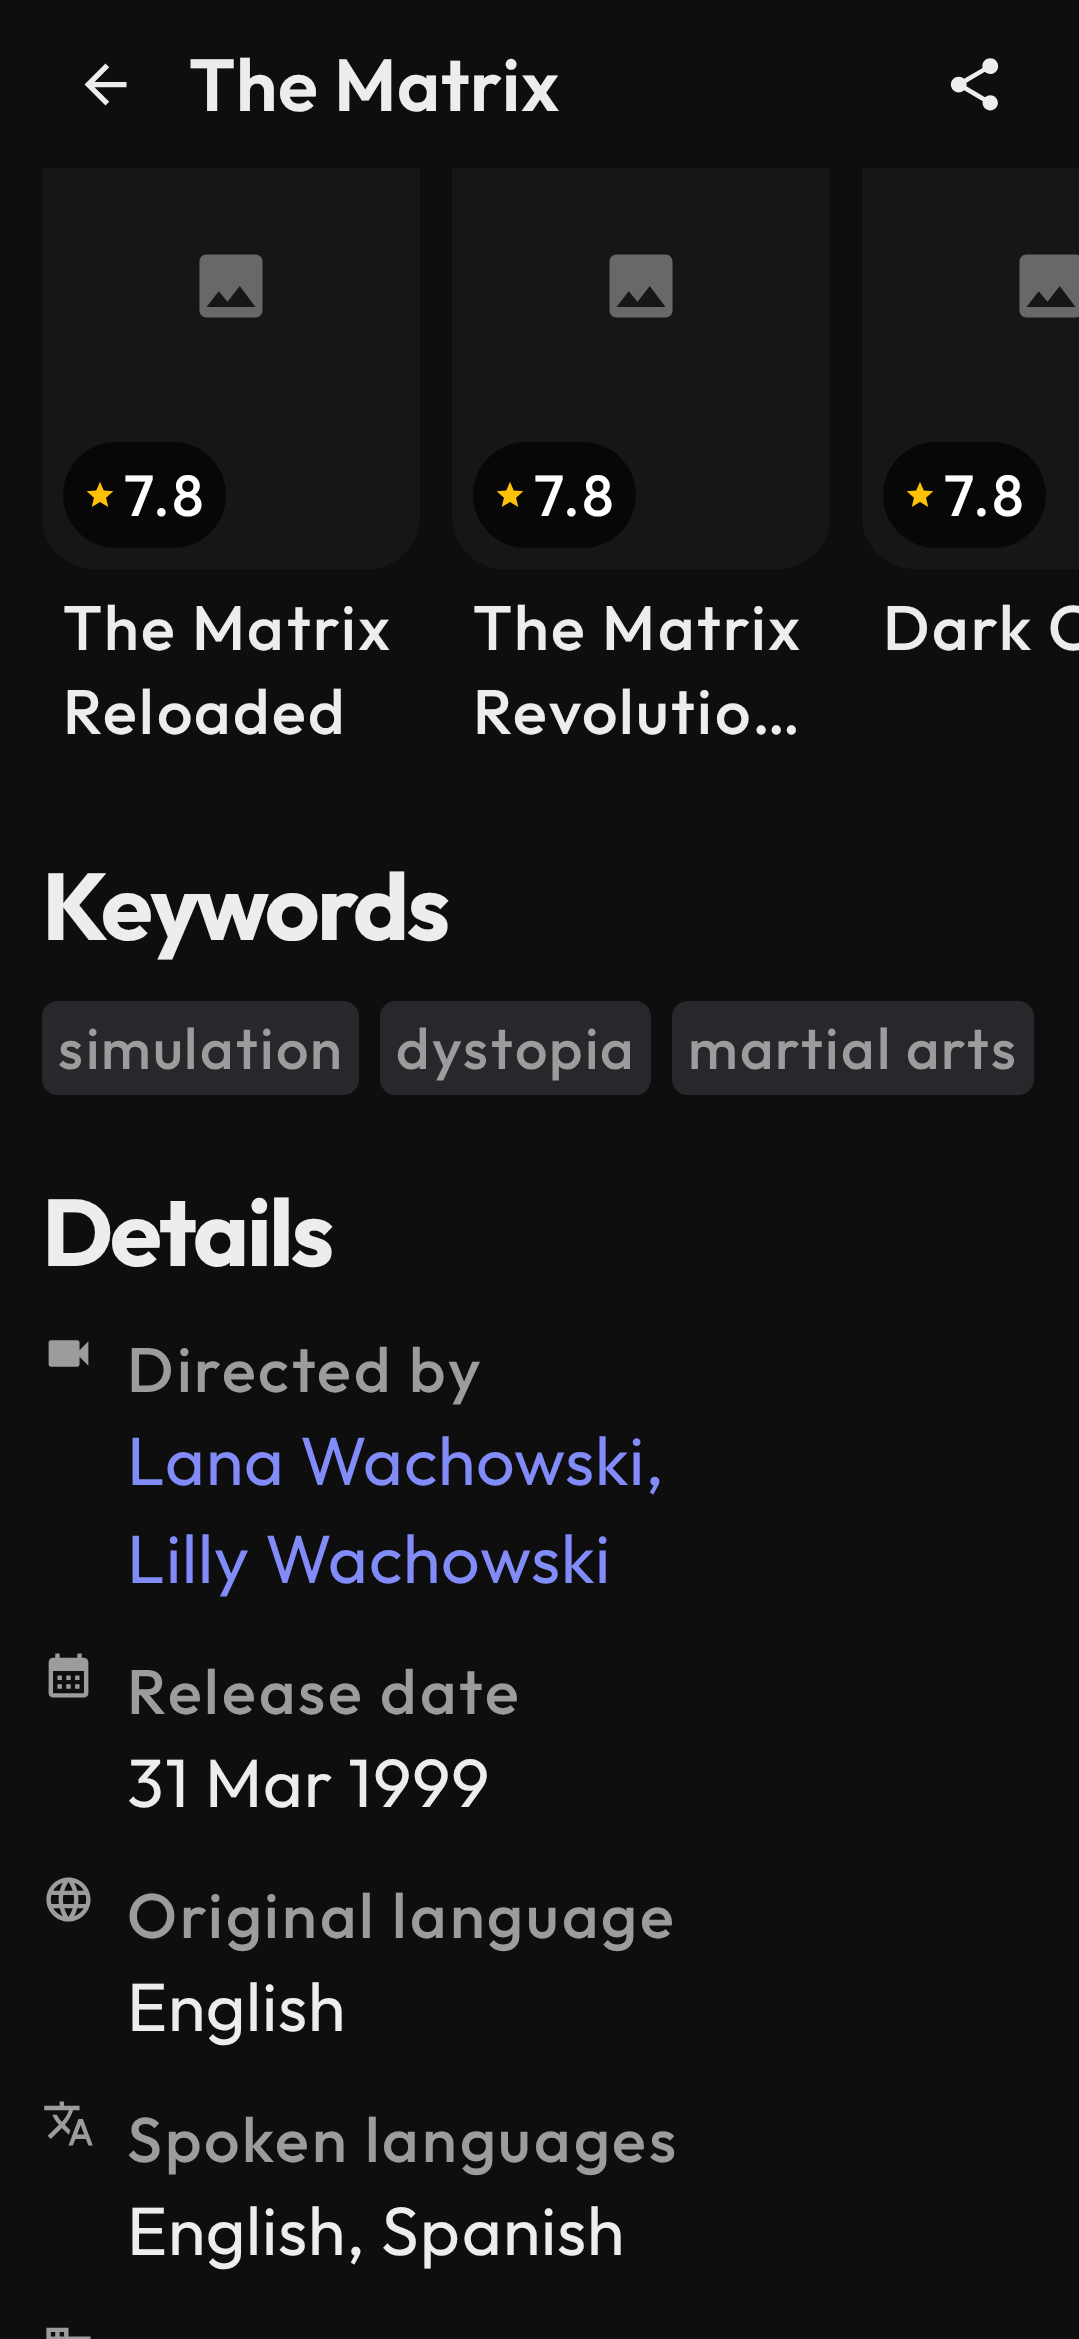 The Matrix
7.8
7.8
7.8
The Matrix
Reloaded
The Matrix
Revolutio...
Dark
Keywords
simulation
dystopia
martial arts
Details
Directed by
Lana Wachowski,
Lilly Wachowski
Release date
31 Mar 1999
Original language
English
Spoken languages
English, Spanish